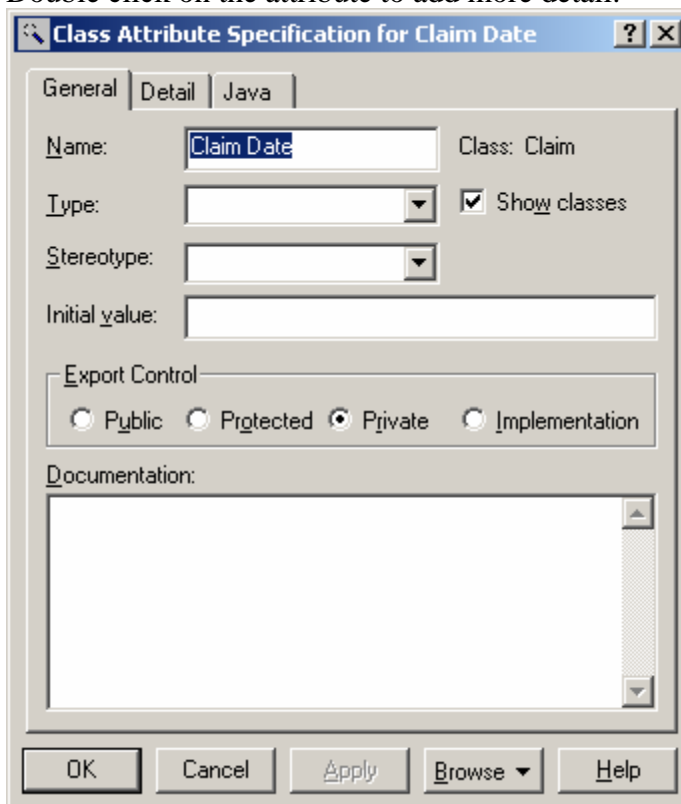 Double click on the attribute to add more detail.
Class Attribute Specification for Claim Date
General Detail Java
Name: Claim Date Class: Claim
Type: Show classes
Stereotype:
Initial value:
Export Control
Public Protected Private Implementation
Documentation:
OK Cancel Apply Browse Help